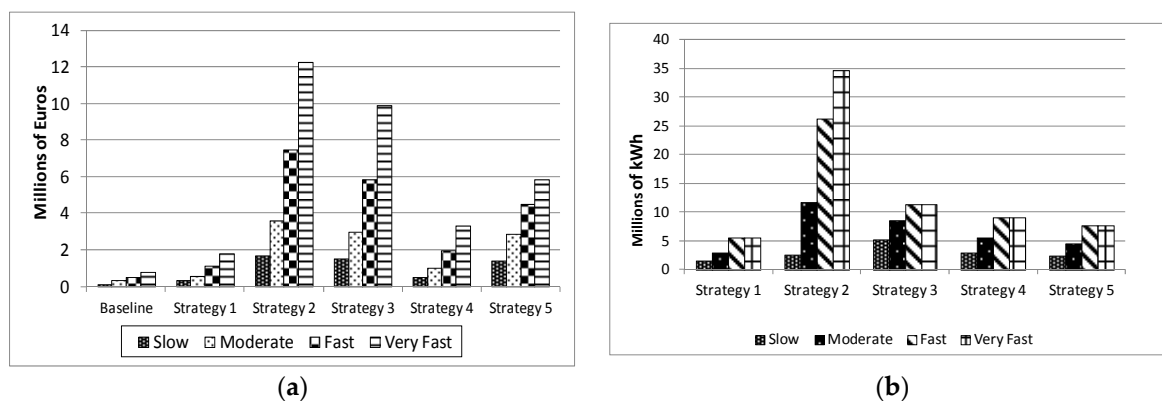 Millions of Euros
14
12
10
8
6
4
2
0
Baseline Strategy 1 Strategy 2 Strategy 3 Strategy 4 Strategy 5
Slow Moderate Fast Very Fast
(a)
Millions of kWh
40
35
30
25
20
15
10
5
0
Strategy 1 Strategy 2 Strategy 3 Strategy 4 Strategy 5
Slow Moderate Fast Very Fast
(b)